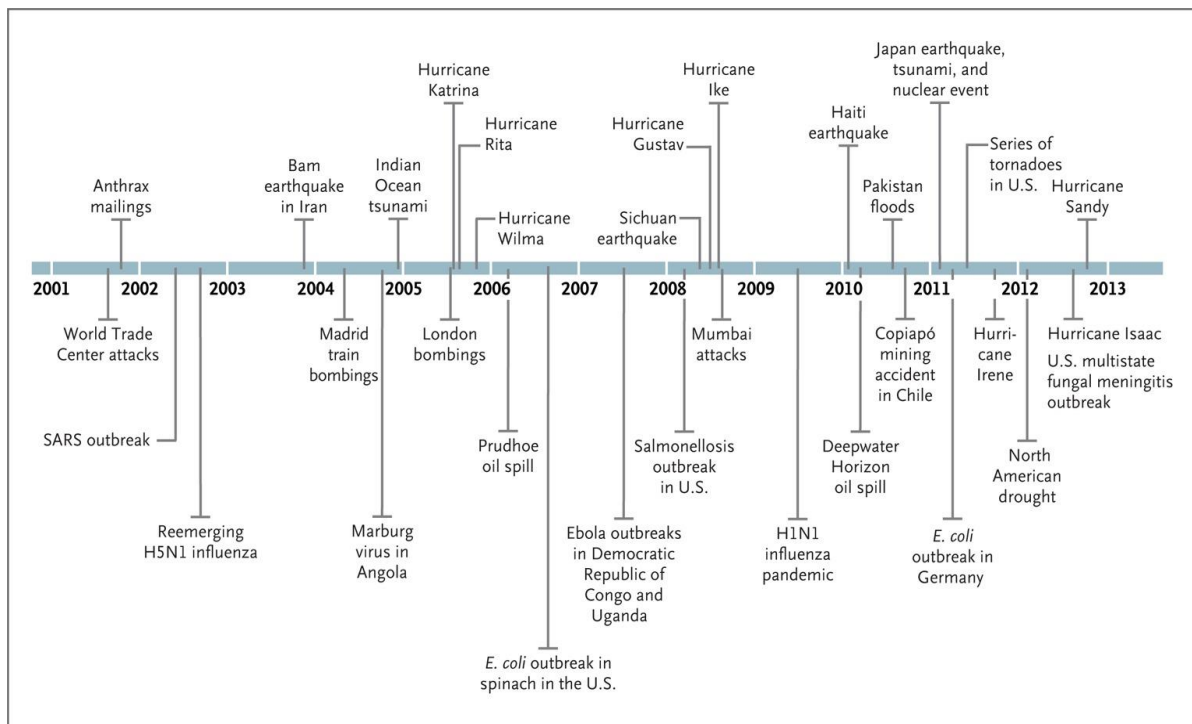 Hurricane
Katrina
Hurricane
Ike
Japan earthquake,
tsunami, and
nuclear event
Hurricane
Rita
Hurricane
Gustav
Haiti
earthquake
Series of
tornadoes
in U.S.
Anthrax
mailings
Bam
earthquake
in Iran
Indian
Ocean
tsunami
Hurricane
Wilma
Sichuan
earthquake
Pakistan
floods
Hurricane
Sandy
2001 2002 2003 2004 2005 2006 2007 2008 2009 2010 2011 2012 2013
World Trade
Center attacks
Madrid
train
bombings
London
bombings
Mumbai
attacks
Copiapó
mining
accident
in Chile
Hurri-
cane
Irene
Hurricane Isaac
U.S. multistate
fungal meningitis
outbreak
SARS outbreak
Prudhoe
oil spill
Salmonellosis
outbreak
in U.S.
Deepwater
Horizon
oil spill
North
American
drought
Reemerging
H5N1 influenza
Marburg
virus in
Angola
Ebola outbreaks
in Democratic
Republic of
Congo and
Uganda
H1N1
influenza
pandemic
E. coli
outbreak in
Germany
E. coli outbreak in
spinach in the U.S.